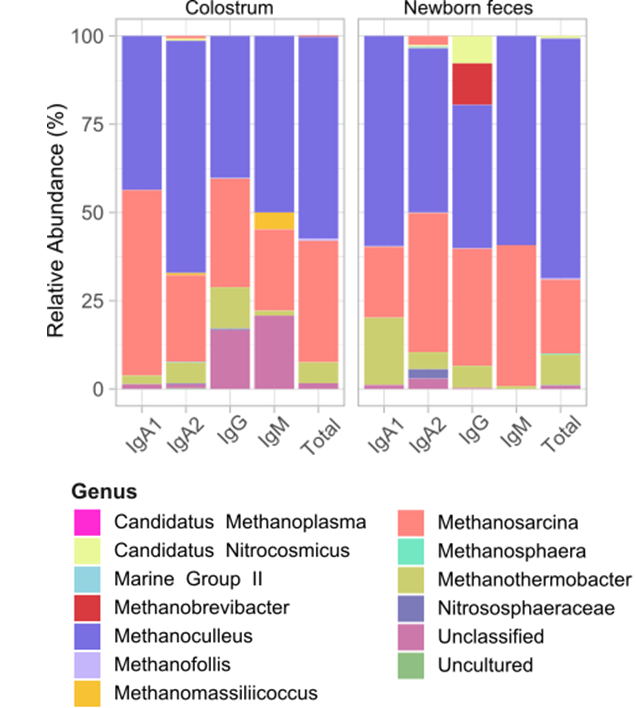 Colostrum
Newborn feces
Relative Abundance (%)
100
75
50
25
0
IgA1 IgA2 IgG IgM Total
IgA1 IgA2 IgG IgM Total
Genus
Candidatus Methanoplasma
Candidatus Nitrocosmicus
Marine Group II
Methanobrevibacter
Methanoculleus
Methanofollis
Methanomassiliicoccus
Methanosarcina
Methanosphaera
Methanothermobacter
Nitrososphaeraceae
Unclassified
Uncultured